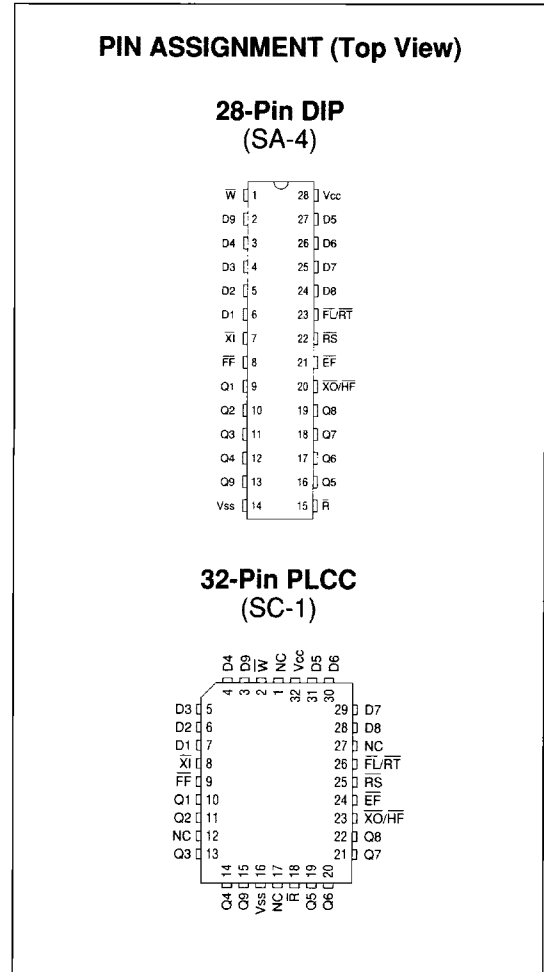 PIN ASSIGNMENT (Top View)
28-Pin DIP
(SA-4)
W̅ 1 28 Vcc
D9 2 27 D5
D4 3 26 D6
D3 4 25 D7
D2 5 24 D8
D1 6 23 F̅L̅/R̅T̅
X̅I̅ 7 22 R̅S̅
F̅F̅ 8 21 E̅F̅
Q1 9 20 X̅O̅/H̅F̅
Q2 10 19 Q8
Q3 11 18 Q7
Q4 12 17 Q6
Q9 13 16 Q5
Vss 14 15 R̅
32-Pin PLCC
(SC-1)
D4 D9 W̅ NC Vcc D5 D6
4 3 2 1 32 31 30
D3 5 29 D7
D2 6 28 D8
D1 7 27 NC
X̅I̅ 8 26 F̅L̅/R̅T̅
F̅F̅ 9 25 R̅S̅
Q1 10 24 E̅F̅
Q2 11 23 X̅O̅/H̅F̅
NC 12 22 Q8
Q3 13 21 Q7
14 15 16 17 18 19 20
Q4 Q9 Vss NC R̅ Q5 Q6